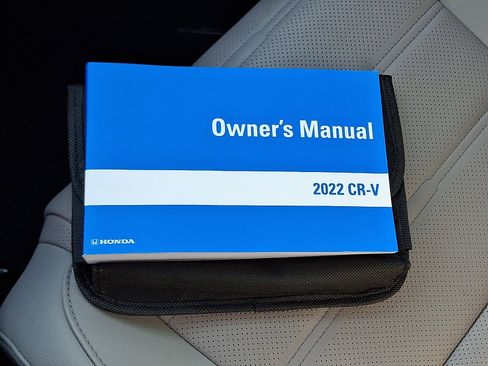 Owner's Manual
2022 CR-V
HONDA